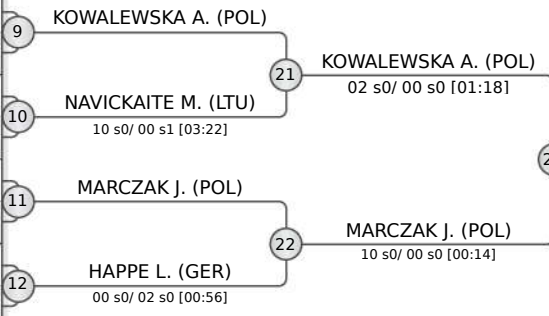 9
KOWALEWSKA A. (POL)
21
KOWALEWSKA A. (POL)
02 s0/ 00 s0 [01:18]
10
NAVICKAITE M. (LTU)
10 s0/ 00 s1 [03:22]
11
MARCZAK J. (POL)
22
MARCZAK J. (POL)
10 s0/ 00 s0 [00:14]
12
HAPPE L. (GER)
00 s0/ 02 s0 [00:56]